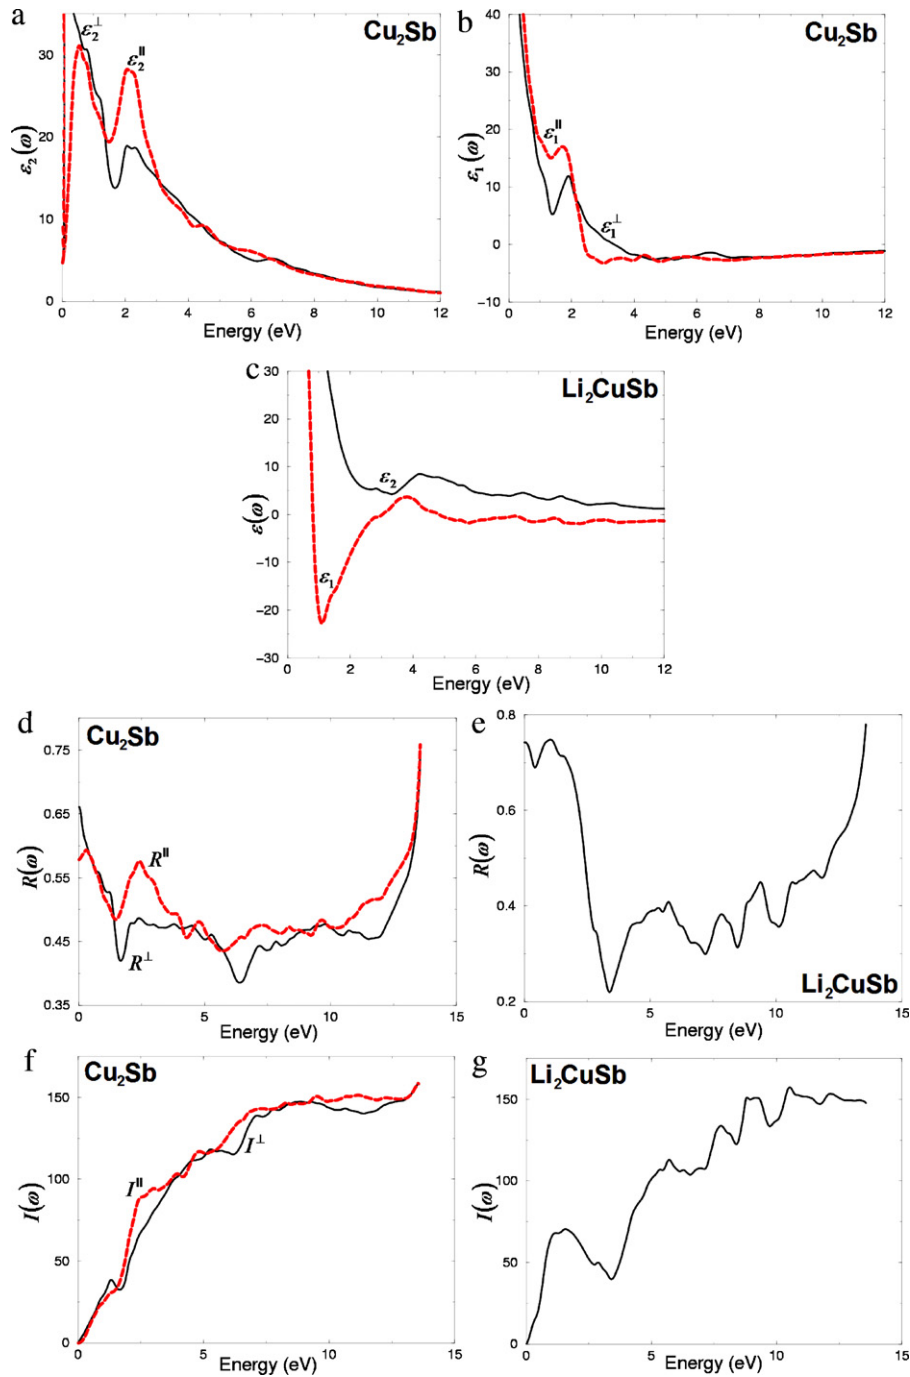 a
Cu₂Sb
ε₂⊥
ε₂∥
ε₂(ω)
30
20
10
0
0 2 4 6 8 10 12
Energy (eV)
b
Cu₂Sb
ε₁∥
ε₁⊥
ε₁(ω)
40
30
20
10
0
−10
0 2 4 6 8 10 12
Energy (eV)
c
Li₂CuSb
ε₂
ε₁
ε(ω)
30
20
10
0
−10
−20
−30
0 2 4 6 8 10 12
Energy (eV)
d
Cu₂Sb
R∥
R⊥
R(ω)
0.75
0.65
0.55
0.45
0.35
0 5 10 15
Energy (eV)
e
Li₂CuSb
R(ω)
0.8
0.6
0.4
0.2
0 5 10 15
Energy (eV)
f
Cu₂Sb
I∥
I⊥
I(ω)
150
100
50
0
0 5 10 15
Energy (eV)
g
Li₂CuSb
I(ω)
150
100
50
0
0 5 10 15
Energy (eV)